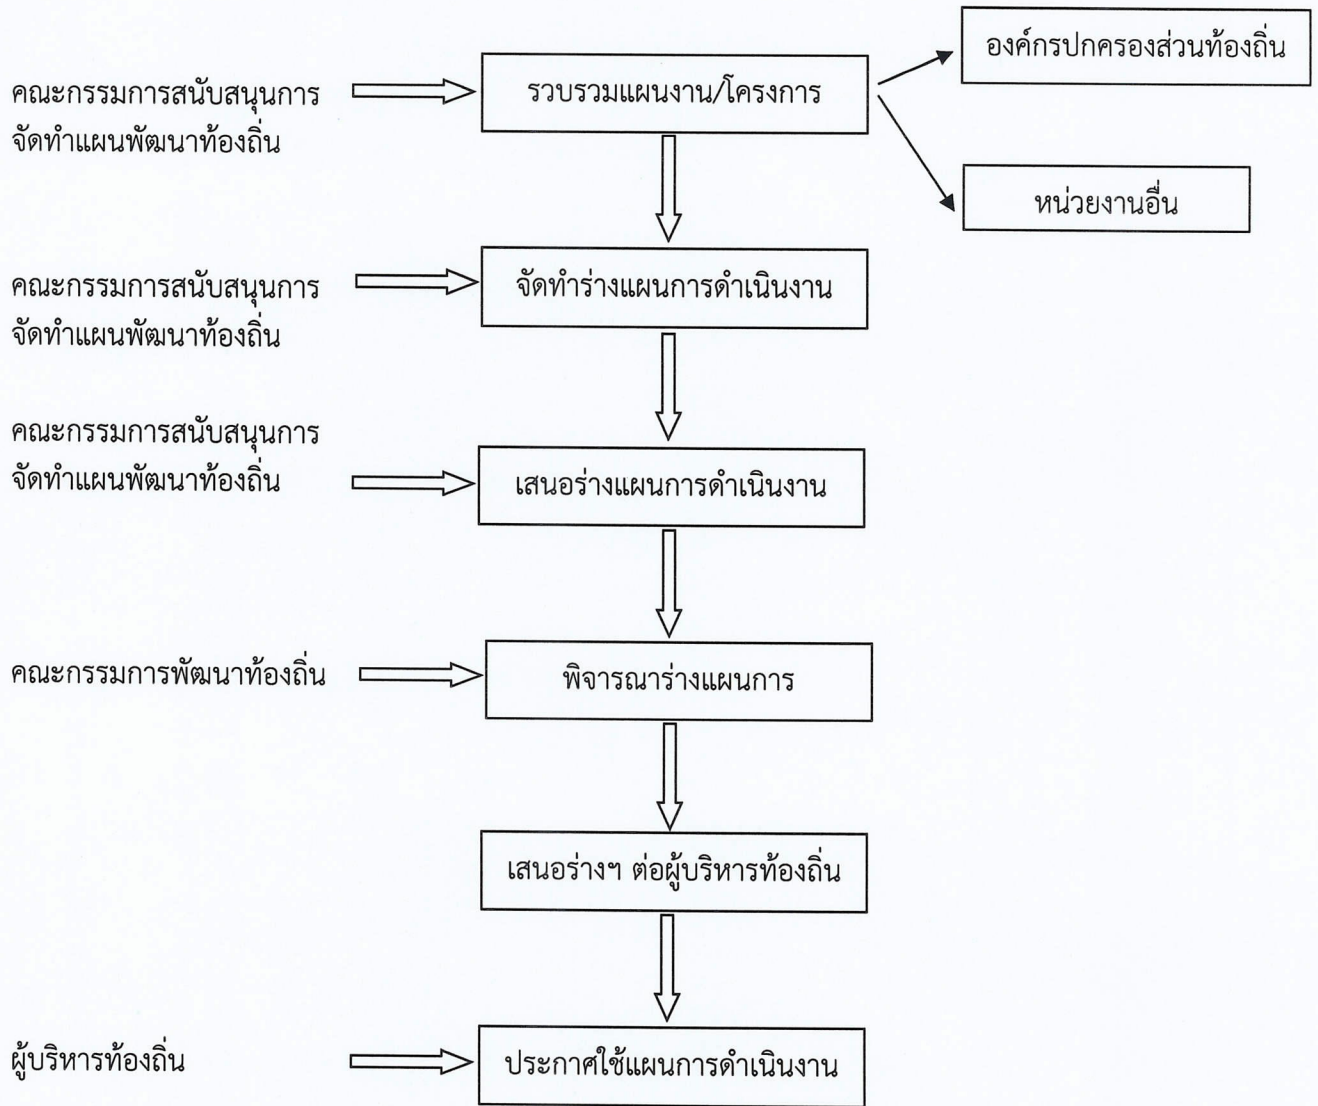 องค์กรปกครองส่วนท้องถิ่น
คณะกรรมการสนับสนุนการ
จัดทำแผนพัฒนาท้องถิ่น
รวบรวมแผนงาน/โครงการ
หน่วยงานอื่น
คณะกรรมการสนับสนุนการ
จัดทำแผนพัฒนาท้องถิ่น
จัดทำร่างแผนการดำเนินงาน
คณะกรรมการสนับสนุนการ
จัดทำแผนพัฒนาท้องถิ่น
เสนอร่างแผนการดำเนินงาน
คณะกรรมการพัฒนาท้องถิ่น
พิจารณาร่างแผนการ
เสนอร่างฯ ต่อผู้บริหารท้องถิ่น
ผู้บริหารท้องถิ่น
ประกาศใช้แผนการดำเนินงาน